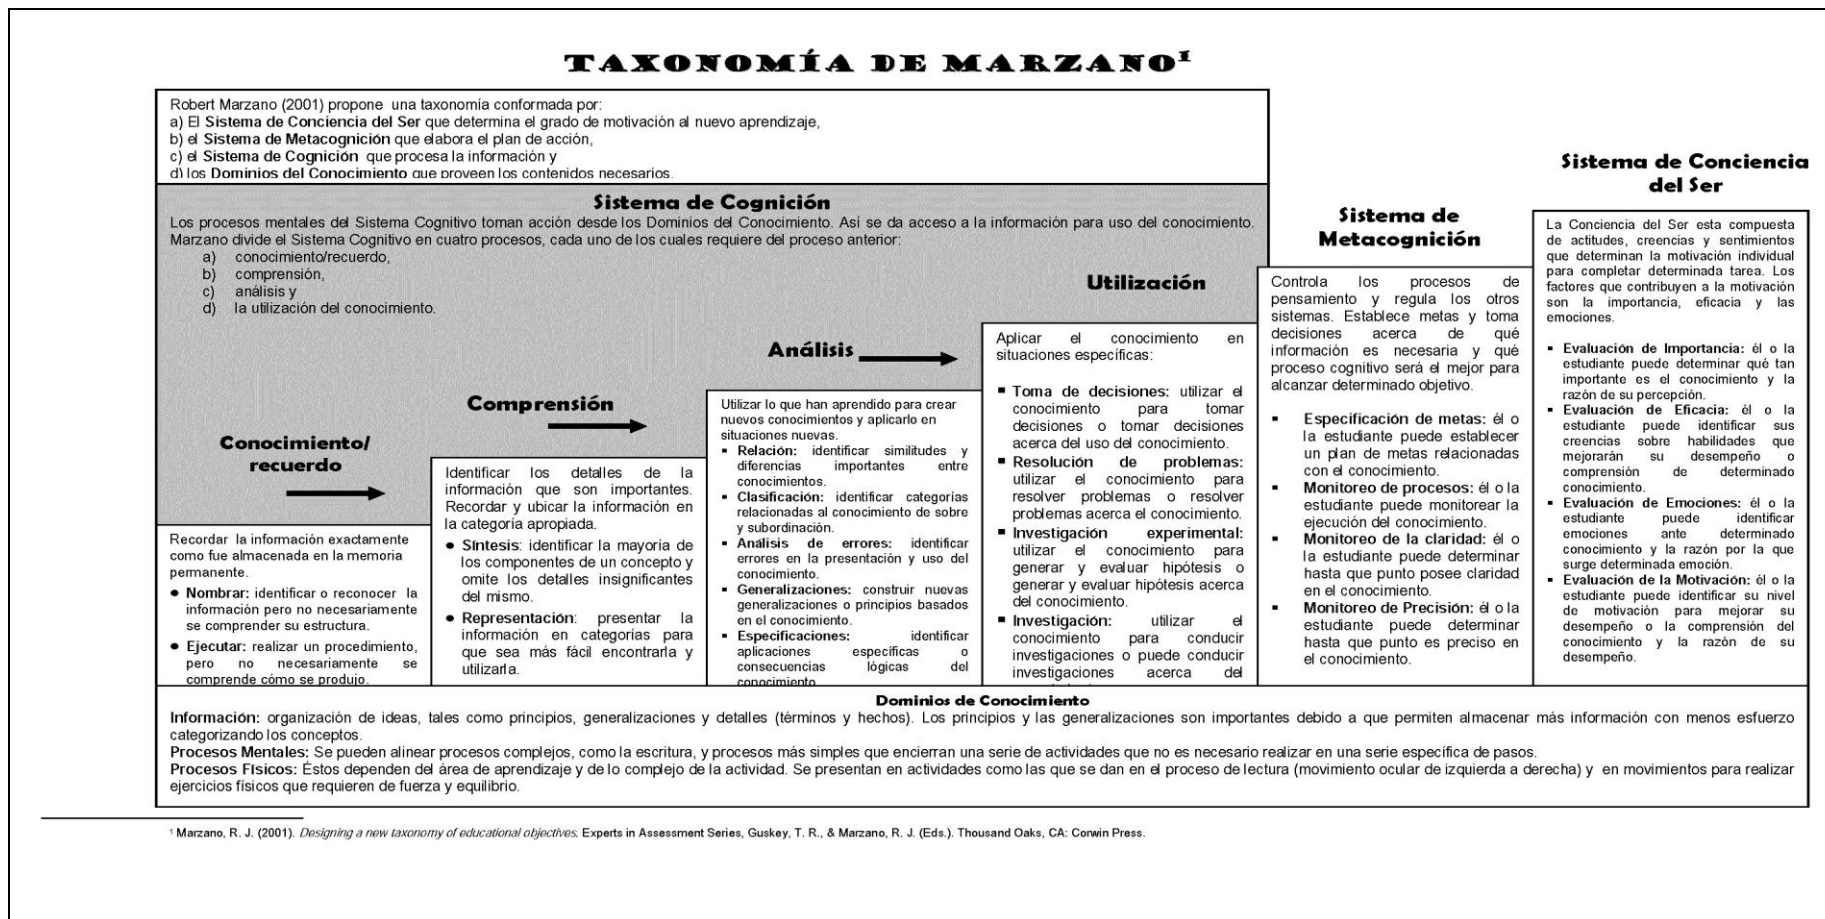 TAXONOMÍA DE MARZANO¹
Robert Marzano (2001) propone una taxonomía conformada por:
a) El Sistema de Conciencia del Ser que determina el grado de motivación al nuevo aprendizaje,
b) el Sistema de Metacognición que elabora el plan de acción,
c) el Sistema de Cognición que procesa la información y
d) los Dominios del Conocimiento que proveen los contenidos necesarios.
Sistema de Cognición
Los procesos mentales del Sistema Cognitivo toman acción desde los Dominios del Conocimiento. Así se da acceso a la información para uso del conocimiento.
Marzano divide el Sistema Cognitivo en cuatro procesos, cada uno de los cuales requiere del proceso anterior:
a) conocimiento/recuerdo,
b) comprensión,
c) análisis y
d) la utilización del conocimiento.
Conocimiento/
recuerdo
Recordar la información exactamente
como fue almacenada en la memoria
permanente.
• Nombrar: identificar o reconocer la
información pero no necesariamente
se comprender su estructura.
• Ejecutar: realizar un procedimiento,
pero no necesariamente se
comprende cómo se produjo.
Comprensión
Identificar los detalles de la
información que son importantes.
Recordar y ubicar la información en
la categoría apropiada.
• Síntesis: identificar la mayoría de
los componentes de un concepto y
omite los detalles insignificantes
del mismo.
• Representación: presentar la
información en categorías para
que sea más fácil encontrarla y
utilizarla.
Análisis
Utilizar lo que han aprendido para crear
nuevos conocimientos y aplicarlo en
situaciones nuevas.
▪ Relación: identificar similitudes y
diferencias importantes entre
conocimientos.
▪ Clasificación: identificar categorías
relacionadas al conocimiento de sobre
y subordinación.
▪ Análisis de errores: identificar
errores en la presentación y uso del
conocimiento.
▪ Generalizaciones: construir nuevas
generalizaciones o principios basados
en el conocimiento.
▪ Especificaciones: identificar
aplicaciones específicas o
consecuencias lógicas del
conocimiento
Utilización
Aplicar el conocimiento en
situaciones específicas:
▪ Toma de decisiones: utilizar el
conocimiento para tomar
decisiones o tomar decisiones
acerca del uso del conocimiento.
▪ Resolución de problemas:
utilizar el conocimiento para
resolver problemas o resolver
problemas acerca el conocimiento.
▪ Investigación experimental:
utilizar el conocimiento para
generar y evaluar hipótesis o
generar y evaluar hipótesis acerca
del conocimiento.
▪ Investigación: utilizar el
conocimiento para conducir
investigaciones o puede conducir
investigaciones acerca del
Sistema de
Metacognición
Controla los procesos de
pensamiento y regula los otros
sistemas. Establece metas y toma
decisiones acerca de qué
información es necesaria y qué
proceso cognitivo será el mejor para
alcanzar determinado objetivo.
▪ Especificación de metas: él o
la estudiante puede establecer
un plan de metas relacionadas
con el conocimiento.
▪ Monitoreo de procesos: él o la
estudiante puede monitorear la
ejecución del conocimiento.
▪ Monitoreo de la claridad: él o
la estudiante puede determinar
hasta que punto posee claridad
en el conocimiento.
▪ Monitoreo de Precisión: él o la
estudiante puede determinar
hasta que punto es preciso en
el conocimiento.
Sistema de Conciencia
del Ser
La Conciencia del Ser esta compuesta
de actitudes, creencias y sentimientos
que determinan la motivación individual
para completar determinada tarea. Los
factores que contribuyen a la motivación
son la importancia, eficacia y las
emociones.
▪ Evaluación de Importancia: él o la
estudiante puede determinar qué tan
importante es el conocimiento y la
razón de su percepción.
▪ Evaluación de Eficacia: él o la
estudiante puede identificar sus
creencias sobre habilidades que
mejorarán su desempeño o
comprensión de determinado
conocimiento.
▪ Evaluación de Emociones: él o la
estudiante puede identificar
emociones ante determinado
conocimiento y la razón por la que
surge determinada emoción.
▪ Evaluación de la Motivación: él o la
estudiante puede identificar su nivel
de motivación para mejorar su
desempeño o la comprensión del
conocimiento y la razón de su
desempeño.
Dominios de Conocimiento
Información: organización de ideas, tales como principios, generalizaciones y detalles (términos y hechos). Los principios y las generalizaciones son importantes debido a que permiten almacenar más información con menos esfuerzo
categorizando los conceptos.
Procesos Mentales: Se pueden alinear procesos complejos, como la escritura, y procesos más simples que encierran una serie de actividades que no es necesario realizar en una serie específica de pasos.
Procesos Físicos: Éstos dependen del área de aprendizaje y de lo complejo de la actividad. Se presentan en actividades como las que se dan en el proceso de lectura (movimiento ocular de izquierda a derecha) y en movimientos para realizar
ejercicios físicos que requieren de fuerza y equilibrio.
¹ Marzano, R. J. (2001). Designing a new taxonomy of educational objectives. Experts in Assessment Series, Guskey, T. R., & Marzano, R. J. (Eds.). Thousand Oaks, CA: Corwin Press.